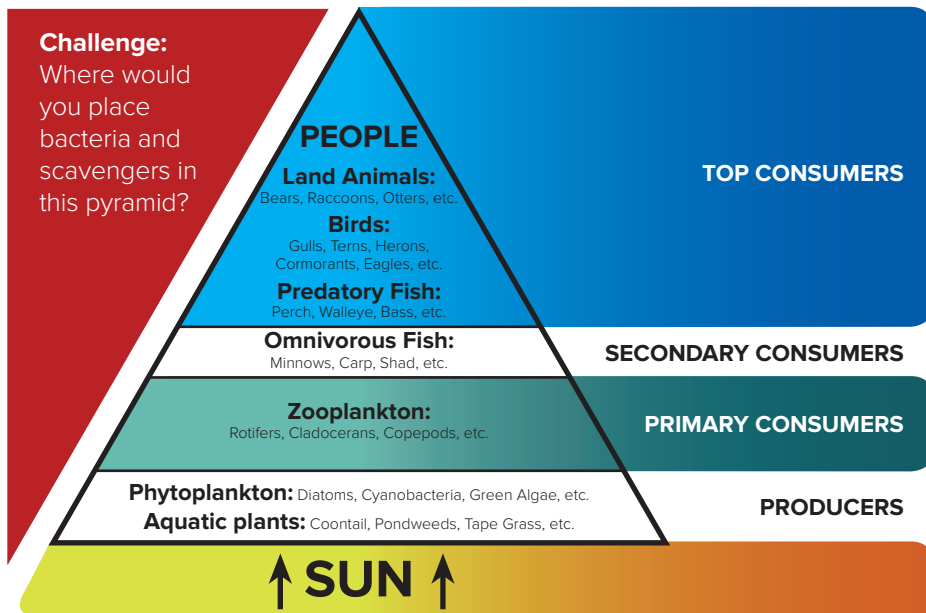 Challenge:
Where would
you place
bacteria and
scavengers in
this pyramid?
PEOPLE
Land Animals:
Bears, Raccoons, Otters, etc.
Birds:
Gulls, Terns, Herons,
Cormorants, Eagles, etc.
Predatory Fish:
Perch, Walleye, Bass, etc.
TOP CONSUMERS
Omnivorous Fish:
Minnows, Carp, Shad, etc.
SECONDARY CONSUMERS
Zooplankton:
Rotifers, Cladocerans, Copepods, etc.
PRIMARY CONSUMERS
Phytoplankton: Diatoms, Cyanobacteria, Green Algae, etc.
Aquatic plants: Coontail, Pondweeds, Tape Grass, etc.
PRODUCERS
SUN